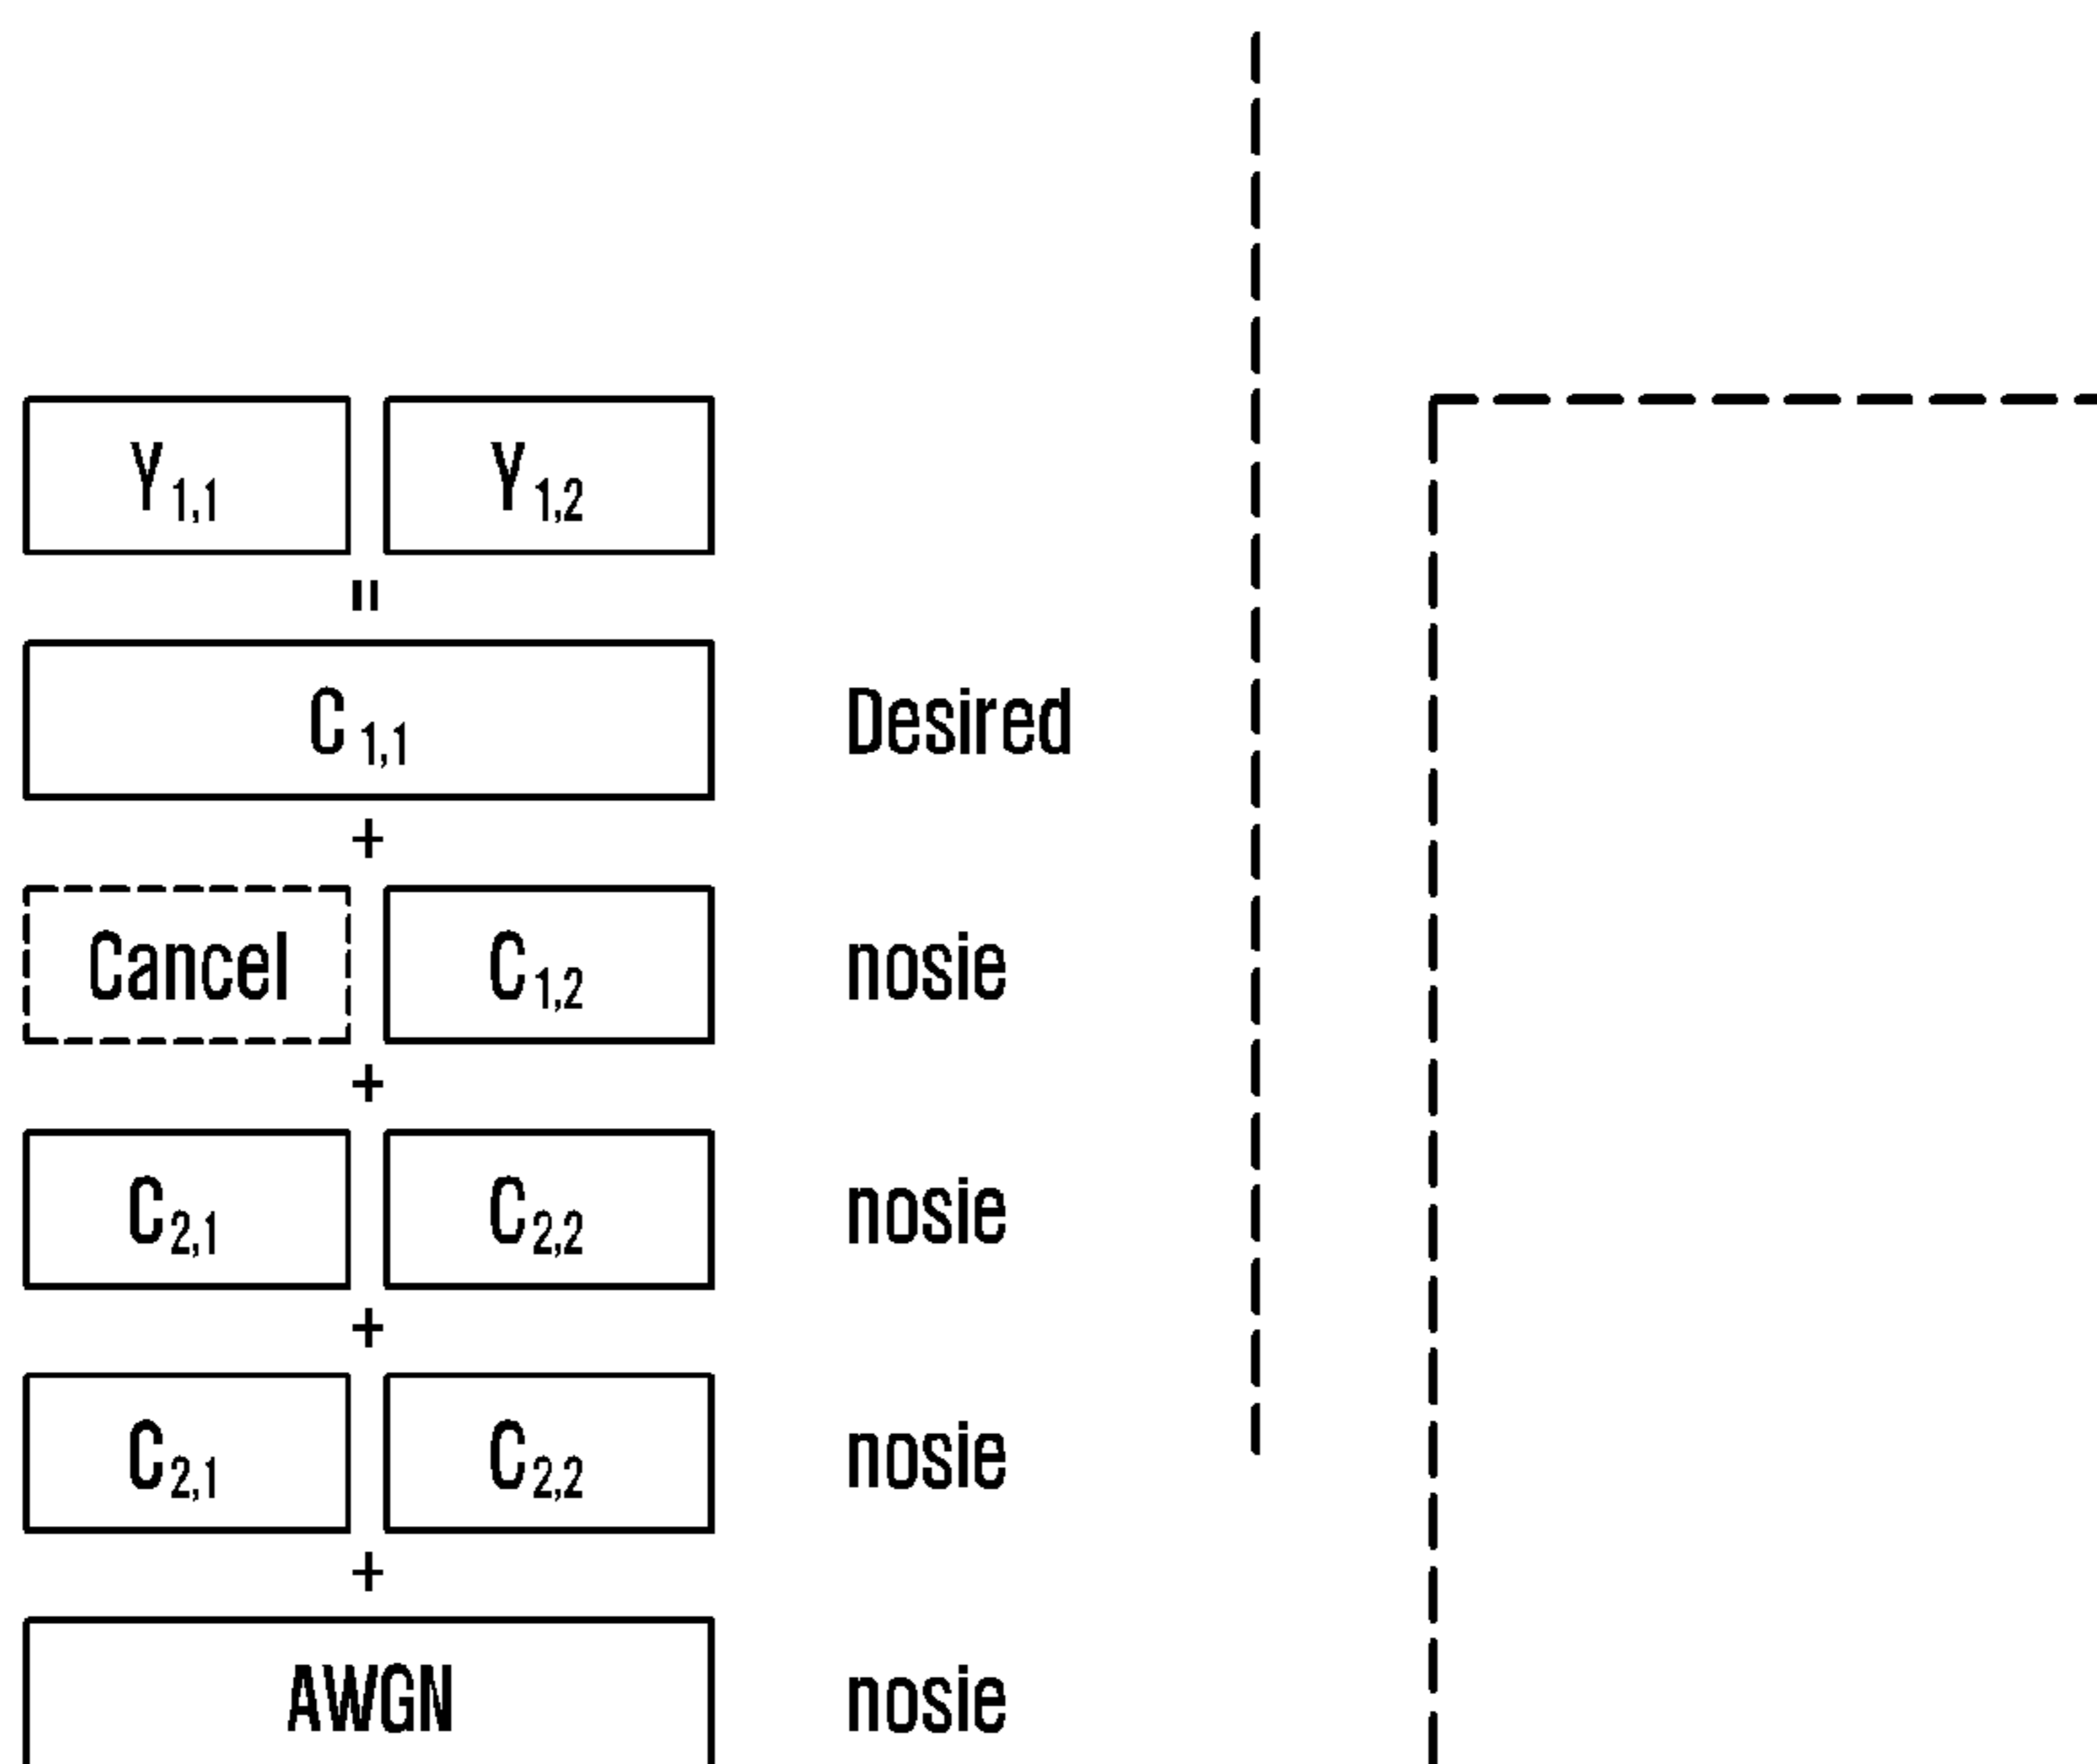 Y1,1 Y1,2
=
C1,1 Desired
+
Cancel C1,2 nosie
+
C2,1 C2,2 nosie
+
C2,1 C2,2 nosie
+
AWGN nosie